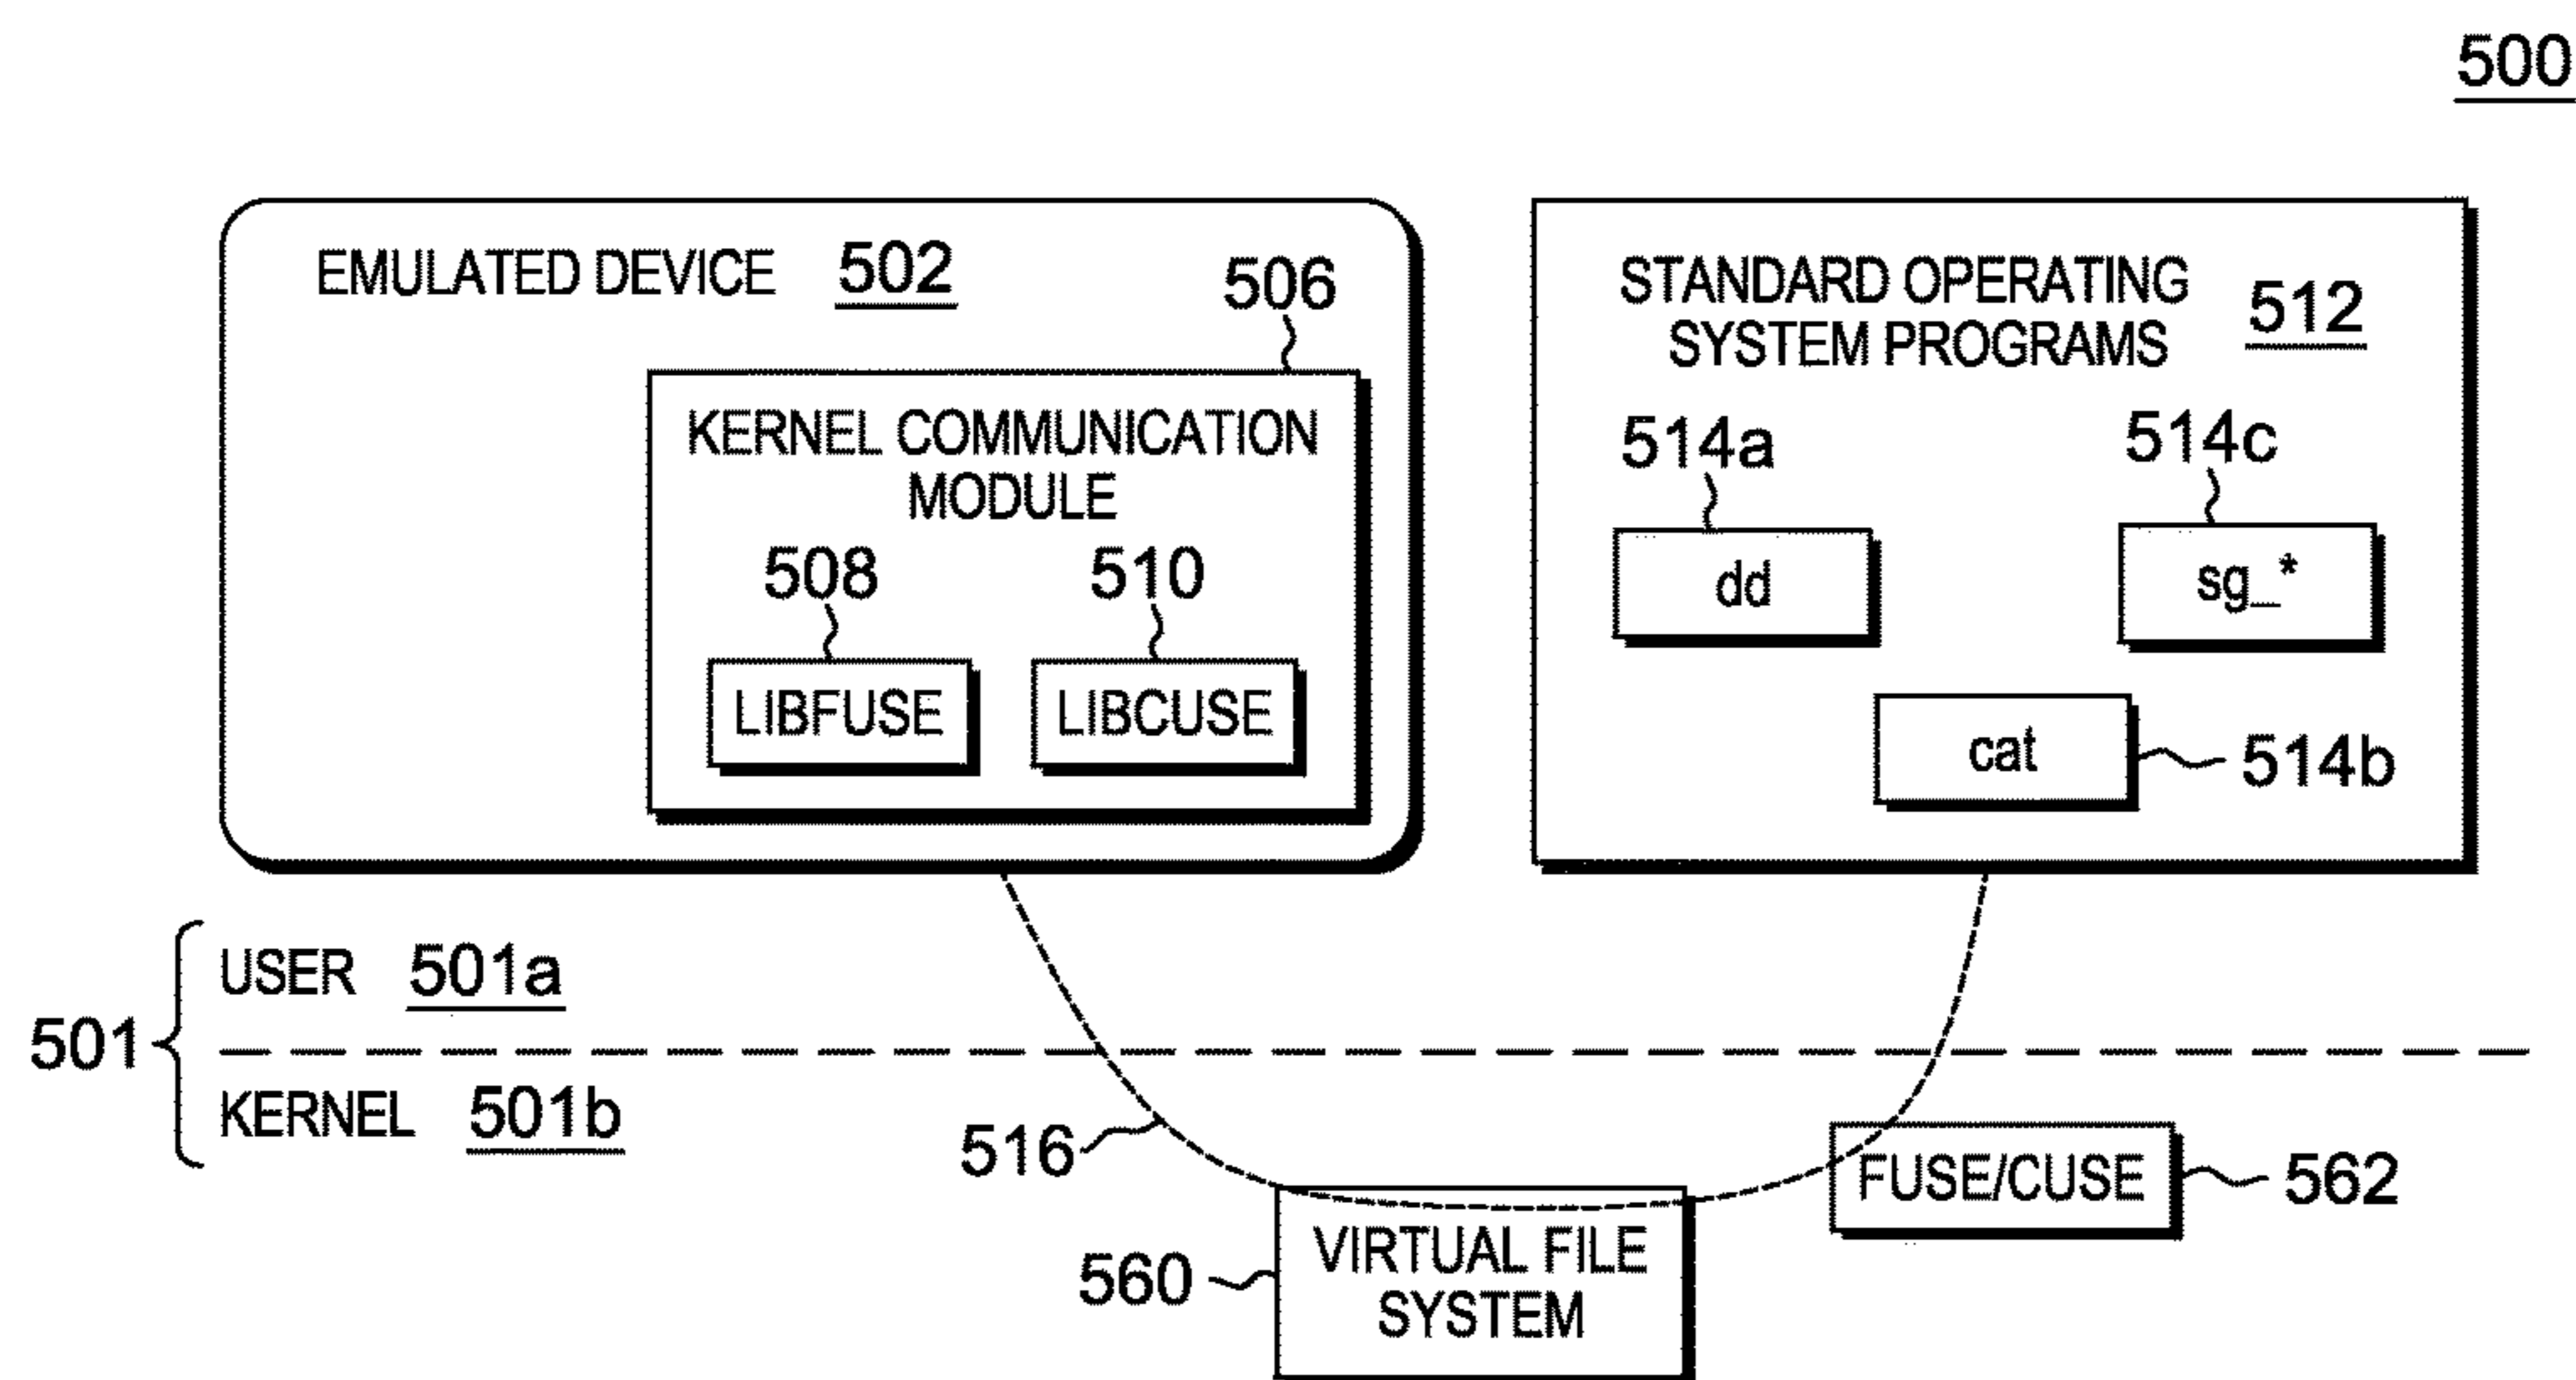 500
EMULATED DEVICE 502
506
KERNEL COMMUNICATION
MODULE
508
510
LIBFUSE
LIBCUSE
STANDARD OPERATING
SYSTEM PROGRAMS
512
514a
514c
dd
sg_*
cat
514b
501
USER 501a
KERNEL 501b
516
FUSE/CUSE
562
560
VIRTUAL FILE
SYSTEM